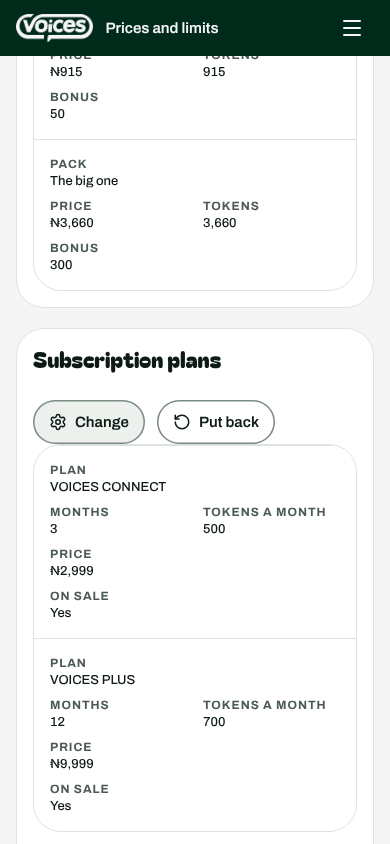 voices
Prices and limits
PRICE TOKENS
₦915 915
BONUS
50
PACK
The big one
PRICE TOKENS
₦3,660 3,660
BONUS
300
Subscription plans
Change Put back
PLAN
VOICES CONNECT
MONTHS TOKENS A MONTH
3 500
PRICE
₦2,999
ON SALE
Yes
PLAN
VOICES PLUS
MONTHS TOKENS A MONTH
12 700
PRICE
₦9,999
ON SALE
Yes